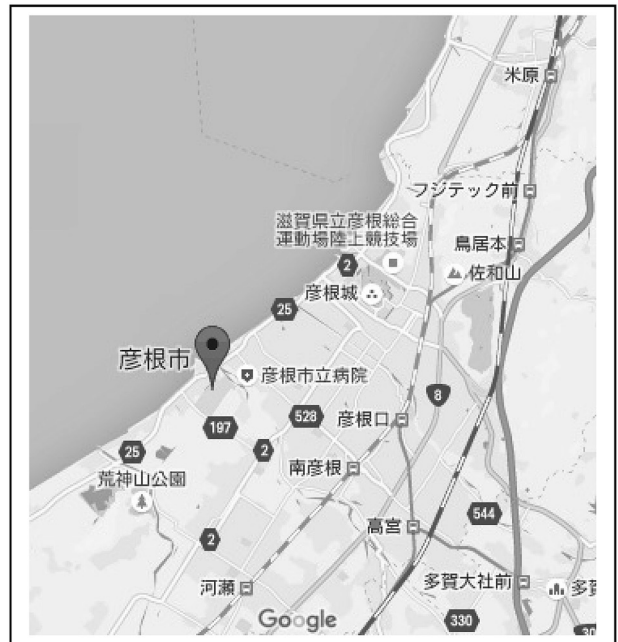 米原
フジテック前
滋賀県立彦根総合
運動場陸上競技場
鳥居本
2
佐和山
彦根城
25
彦根市
彦根市立病院
8
528
彦根口
197
25
2
荒神山公園
南彦根
544
2
高宮
河瀬
多賀大社前
多賀
Google
330